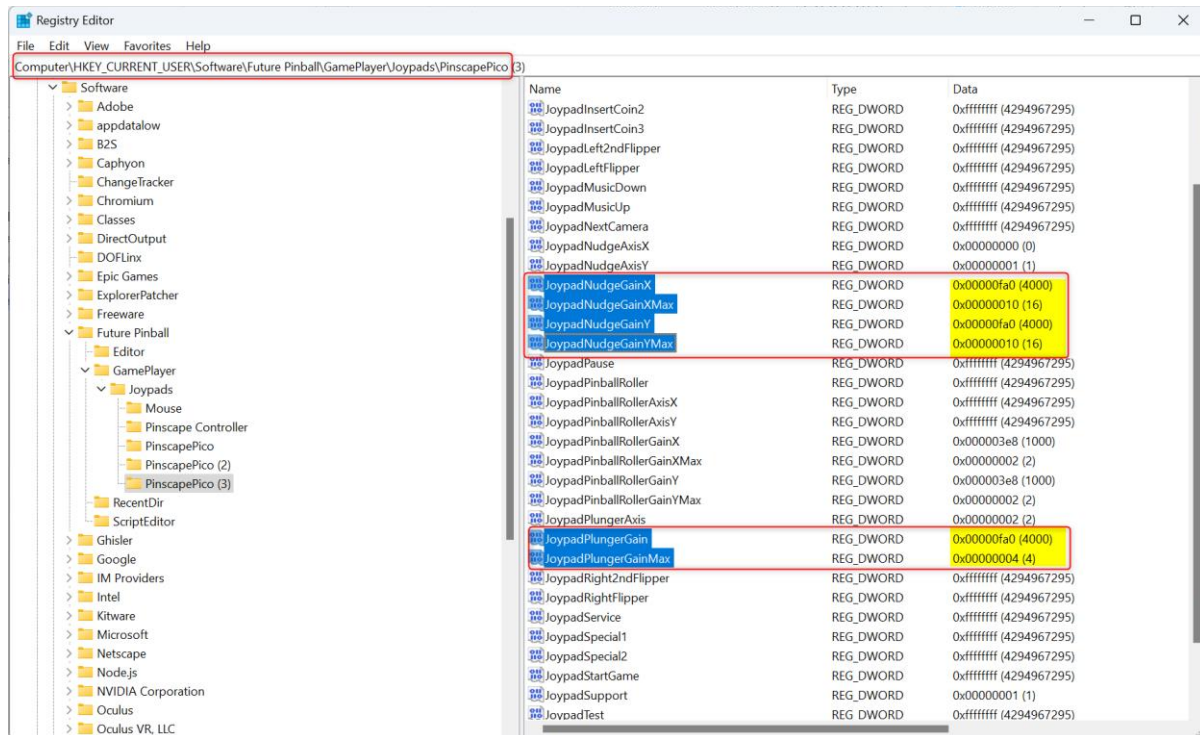 Registry Editor
File Edit View Favorites Help
Computer\HKEY_CURRENT_USER\Software\Future Pinball\GamePlayer\Joypads\PinscapePico (3)
Software
Adobe
appdatalow
B2S
Caphyon
ChangeTracker
Chromium
Classes
DirectOutput
DOFLinx
Epic Games
ExplorerPatcher
Freeware
Future Pinball
Editor
GamePlayer
Joypads
Mouse
Pinscape Controller
PinscapePico
PinscapePico (2)
PinscapePico (3)
RecentDir
ScriptEditor
Ghisler
Google
IM Providers
Intel
Kitware
Microsoft
Netscape
Node.js
NVIDIA Corporation
Oculus
Oculus VR, LLC
Name Type Data
JoypadInsertCoin2 REG_DWORD 0xffffffff (4294967295)
JoypadInsertCoin3 REG_DWORD 0xffffffff (4294967295)
JoypadLeft2ndFlipper REG_DWORD 0xffffffff (4294967295)
JoypadLeftFlipper REG_DWORD 0xffffffff (4294967295)
JoypadMusicDown REG_DWORD 0xffffffff (4294967295)
JoypadMusicUp REG_DWORD 0xffffffff (4294967295)
JoypadNextCamera REG_DWORD 0xffffffff (4294967295)
JoypadNudgeAxisX REG_DWORD 0x00000000 (0)
JoypadNudgeAxisY REG_DWORD 0x00000001 (1)
JoypadNudgeGainX REG_DWORD 0x00000fa0 (4000)
JoypadNudgeGainXMax REG_DWORD 0x00000010 (16)
JoypadNudgeGainY REG_DWORD 0x00000fa0 (4000)
JoypadNudgeGainYMax REG_DWORD 0x00000010 (16)
JoypadPause REG_DWORD 0xffffffff (4294967295)
JoypadPinballRoller REG_DWORD 0xffffffff (4294967295)
JoypadPinballRollerAxisX REG_DWORD 0xffffffff (4294967295)
JoypadPinballRollerAxisY REG_DWORD 0xffffffff (4294967295)
JoypadPinballRollerGainX REG_DWORD 0x000003e8 (1000)
JoypadPinballRollerGainXMax REG_DWORD 0x00000002 (2)
JoypadPinballRollerGainY REG_DWORD 0x000003e8 (1000)
JoypadPinballRollerGainYMax REG_DWORD 0x00000002 (2)
JoypadPlungerAxis REG_DWORD 0x00000002 (2)
JoypadPlungerGain REG_DWORD 0x00000fa0 (4000)
JoypadPlungerGainMax REG_DWORD 0x00000004 (4)
JoypadRight2ndFlipper REG_DWORD 0xffffffff (4294967295)
JoypadRightFlipper REG_DWORD 0xffffffff (4294967295)
JoypadService REG_DWORD 0xffffffff (4294967295)
JoypadSpecial1 REG_DWORD 0xffffffff (4294967295)
JoypadSpecial2 REG_DWORD 0xffffffff (4294967295)
JoypadStartGame REG_DWORD 0xffffffff (4294967295)
JoypadSupport REG_DWORD 0x00000001 (1)
JoypadTest REG_DWORD 0xffffffff (4294967295)